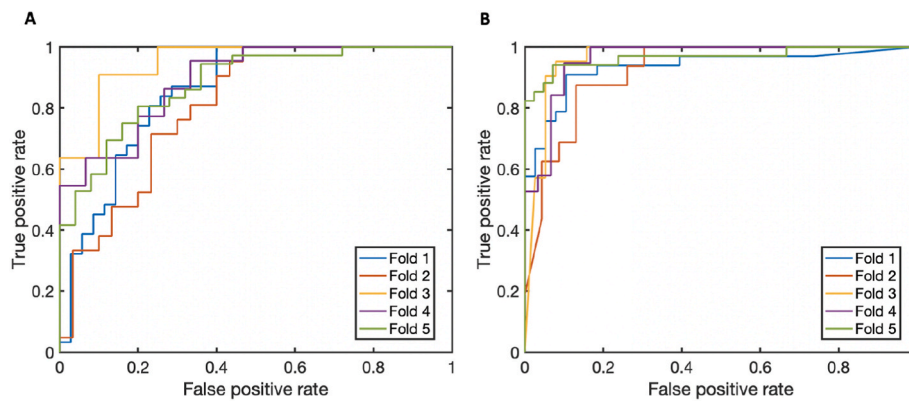 A
B
1
0.8
0.6
0.4
0.2
0
0 0.2 0.4 0.6 0.8 1
True positive rate
False positive rate
Fold 1
Fold 2
Fold 3
Fold 4
Fold 5
1
0.8
0.6
0.4
0.2
0
0 0.2 0.4 0.6 0.8
True positive rate
False positive rate
Fold 1
Fold 2
Fold 3
Fold 4
Fold 5